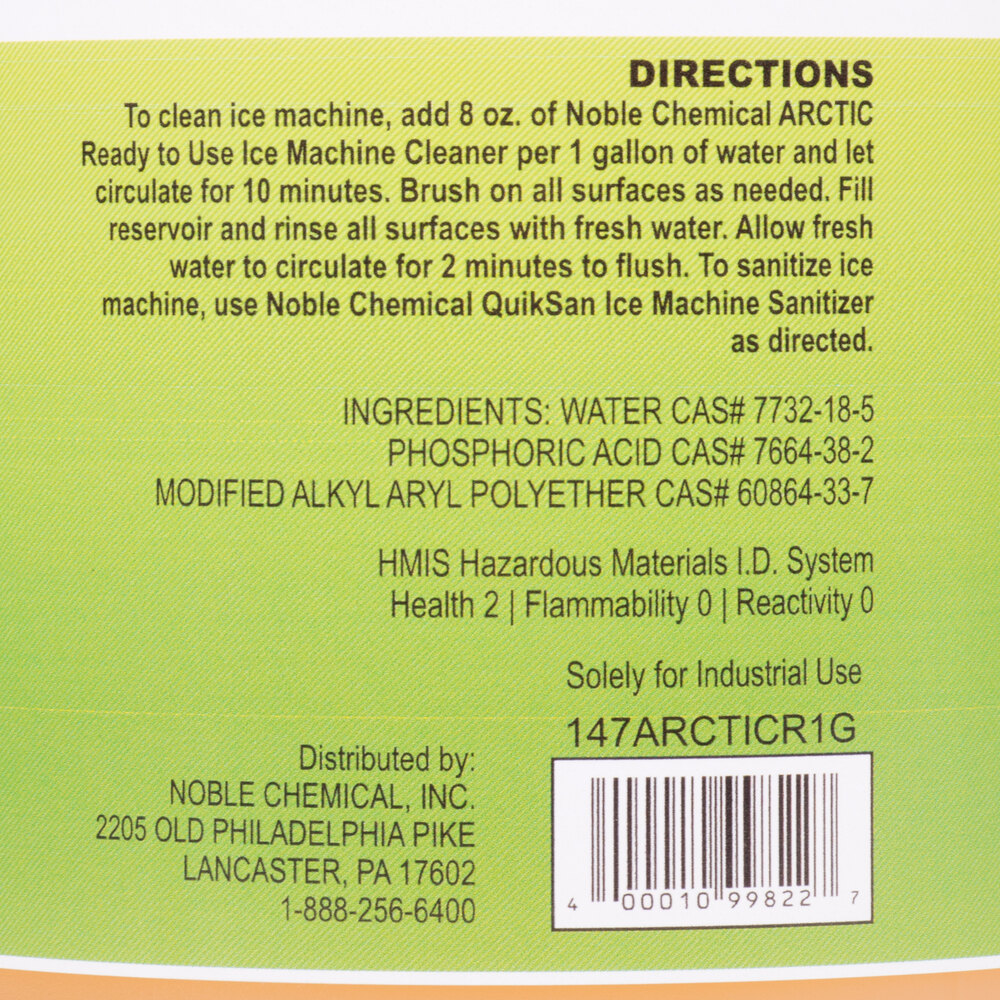 DIRECTIONS
To clean ice machine, add 8 oz. of Noble Chemical ARCTIC
Ready to Use Ice Machine Cleaner per 1 gallon of water and let
circulate for 10 minutes. Brush on all surfaces as needed. Fill
reservoir and rinse all surfaces with fresh water. Allow fresh
water to circulate for 2 minutes to flush. To sanitize ice
machine, use Noble Chemical QuikSan Ice Machine Sanitizer
as directed.
INGREDIENTS: WATER CAS# 7732-18-5
PHOSPHORIC ACID CAS# 7664-38-2
MODIFIED ALKYL ARYL POLYETHER CAS# 60864-33-7
HMIS Hazardous Materials I.D. System
Health 2 | Flammability 0 | Reactivity 0
Solely for Industrial Use
147ARCTICR1G
Distributed by:
NOBLE CHEMICAL, INC.
2205 OLD PHILADELPHIA PIKE
LANCASTER, PA 17602
1-888-256-6400
4 00010 99822 7